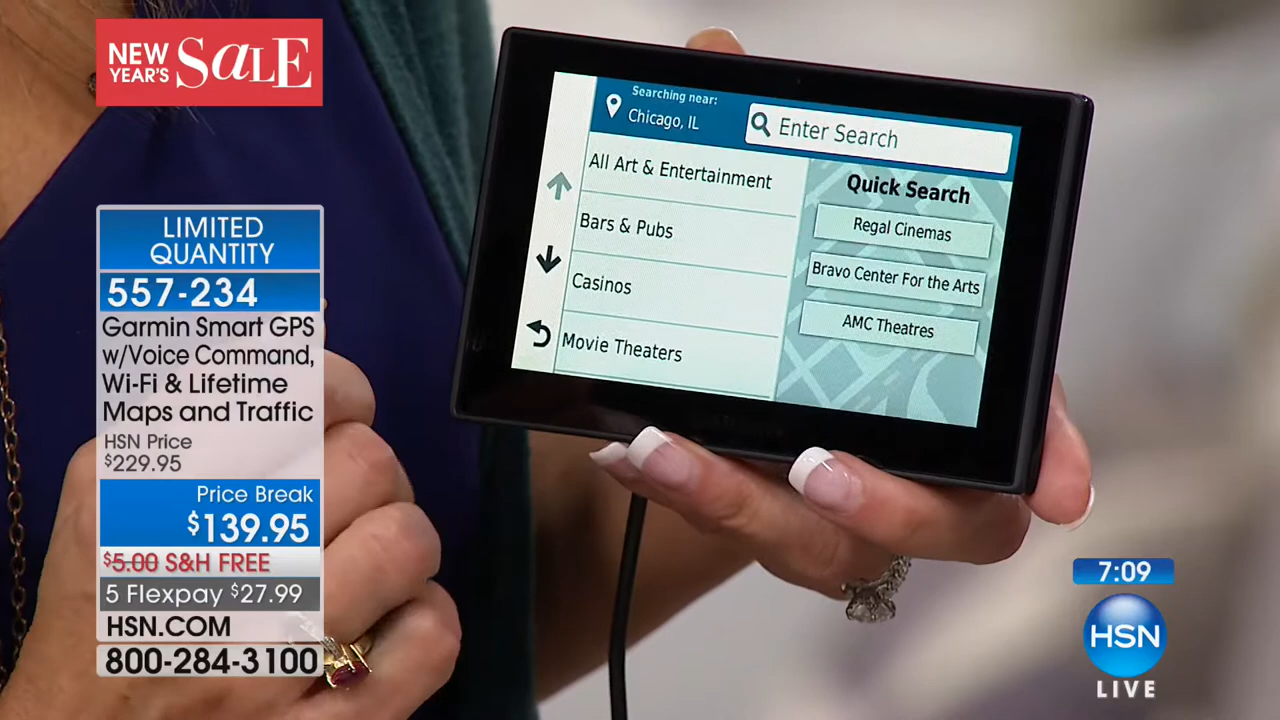 NEW
YEAR'S
SALE
LIMITED
QUANTITY
557-234
Garmin Smart GPS
w/Voice Command,
Wi-Fi & Lifetime
Maps and Traffic
HSN Price
$229.95
Price Break
$139.95
$5.00 S&H FREE
5 Flexpay $27.99
HSN.COM
800-284-3100
Searching near:
Chicago, IL
Enter Search
All Art & Entertainment
Bars & Pubs
Casinos
Movie Theaters
Quick Search
Regal Cinemas
Bravo Center For the Arts
AMC Theatres
7:09
HSN
LIVE